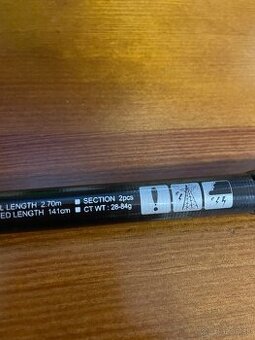 L LENGTH 2.70m ■ SECTION 2pcs
ED LENGTH 141cm ■ CT WT : 28-84g